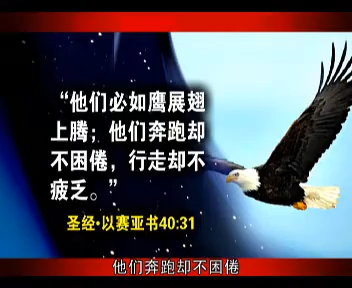 “他们必如鹰展翅
上腾；他们奔跑却
不困倦，行走却不
疲乏。”
圣经·以赛亚书40:31
他们奔跑却不困倦